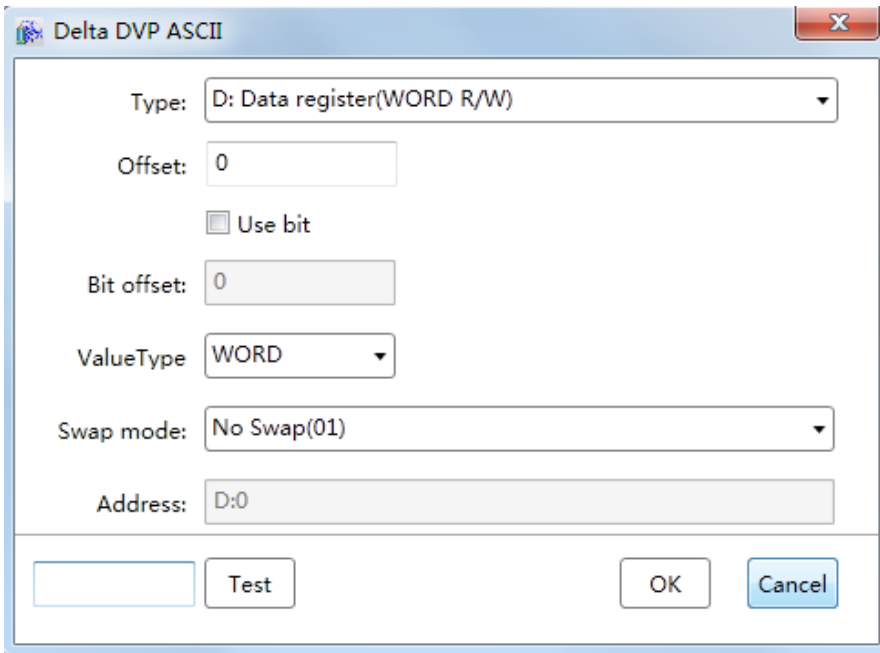 Delta DVP ASCII
Type: D: Data register(WORD R/W)
Offset: 0
Use bit
Bit offset: 0
ValueType WORD
Swap mode: No Swap(01)
Address: D:0
Test OK Cancel